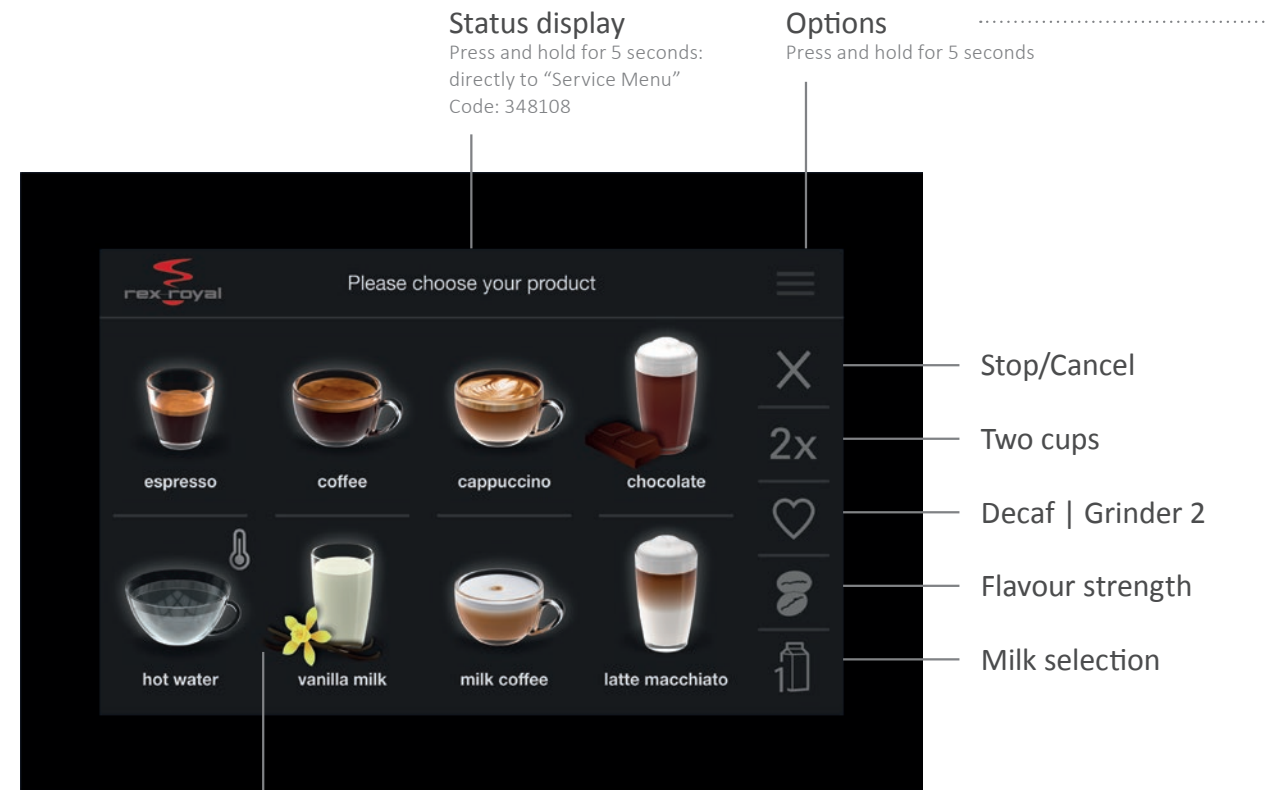 Status display
Press and hold for 5 seconds:
directly to “Service Menu”
Code: 348108
Options
Press and hold for 5 seconds
rex-royal
Please choose your product
espresso
coffee
cappuccino
chocolate
hot water
vanilla milk
milk coffee
latte macchiato
2x
1
Stop/Cancel
Two cups
Decaf | Grinder 2
Flavour strength
Milk selection